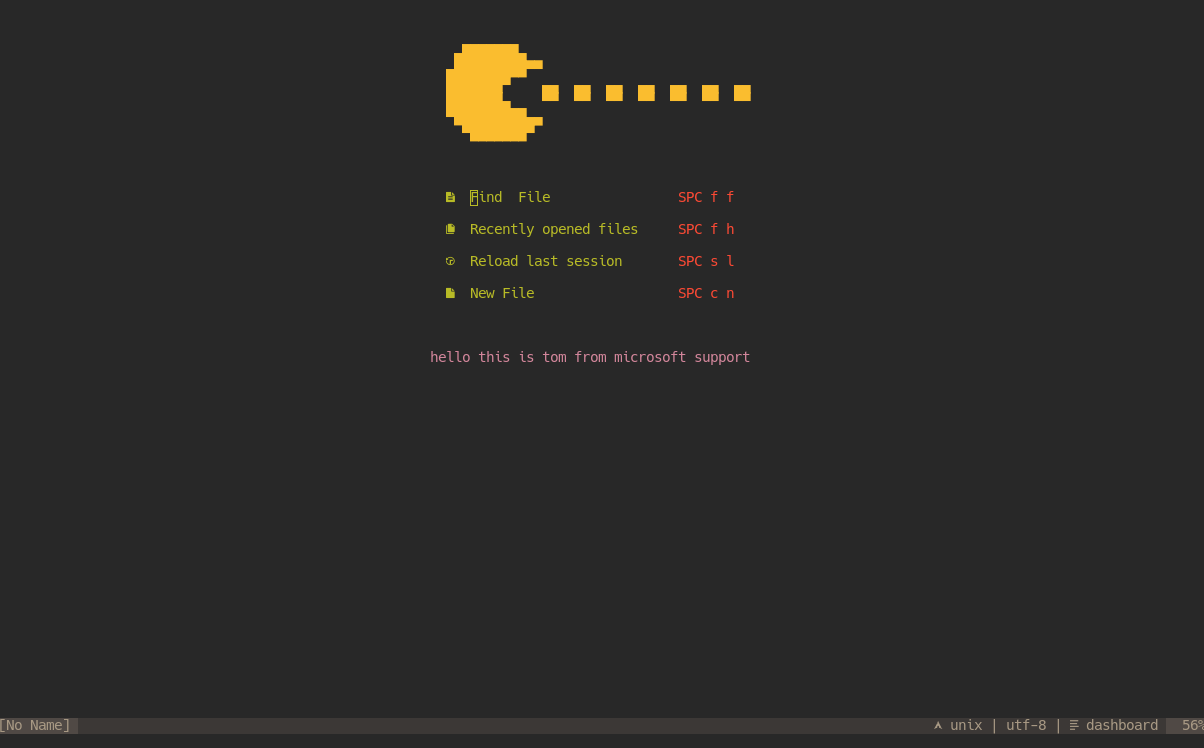 Find  File SPC f f
Recently opened files SPC f h
Reload last session SPC s l
New File SPC c n
hello this is tom from microsoft support
[No Name] unix | utf-8 | dashboard 56%